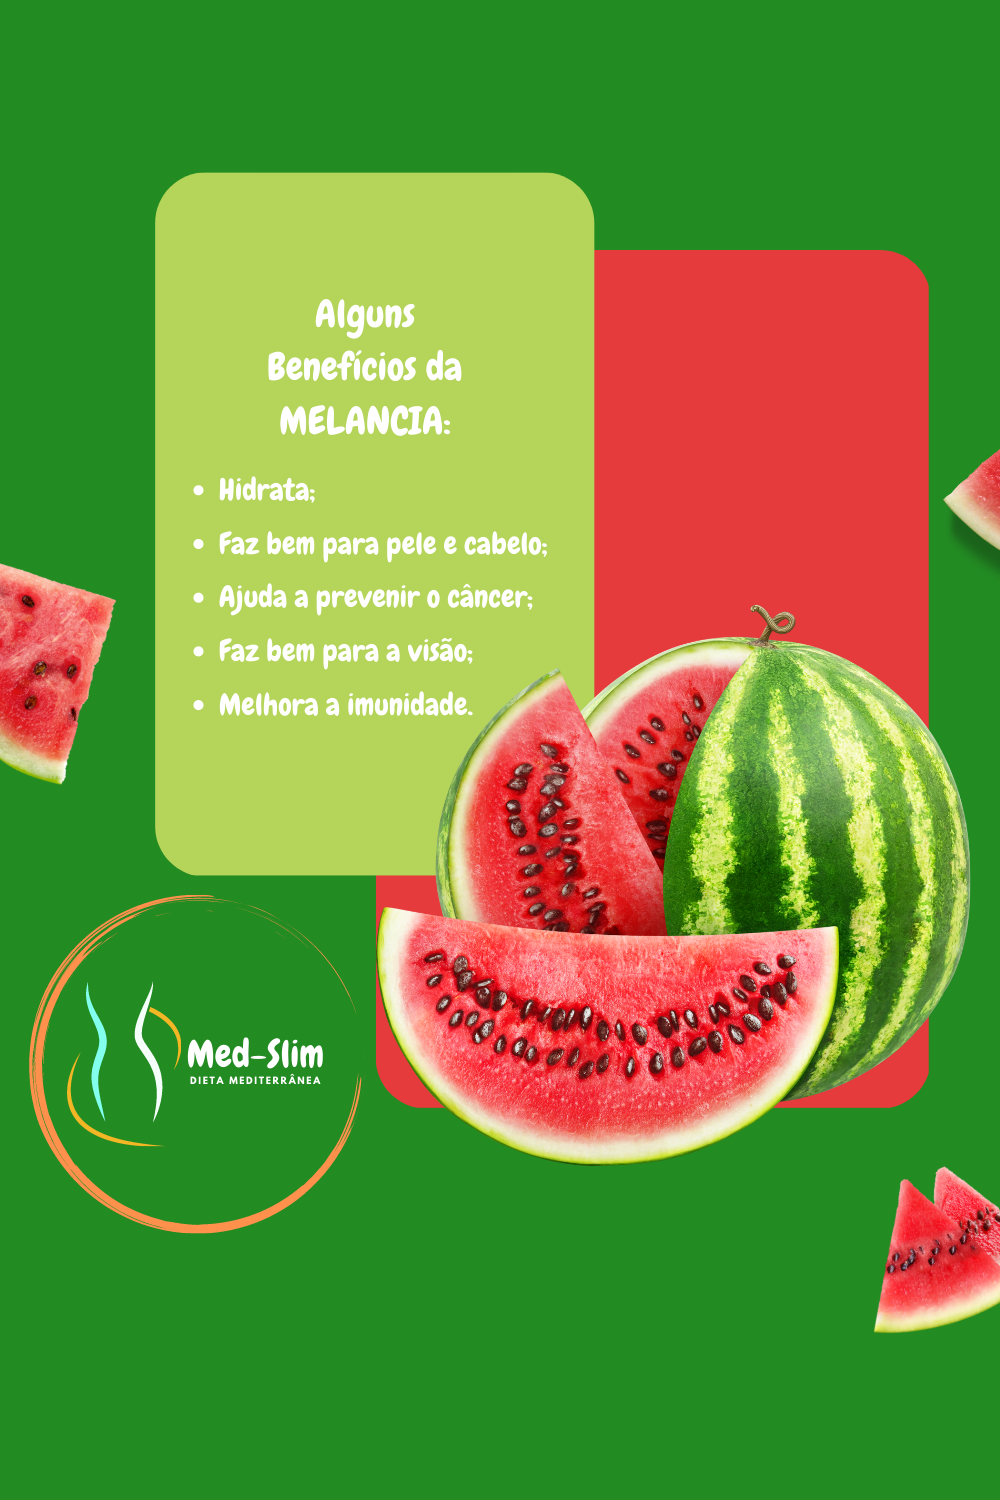 Alguns
Benefícios da
MELANCIA:
• Hidrata;
• Faz bem para pele e cabelo;
• Ajuda a prevenir o câncer;
• Faz bem para a visão;
• Melhora a imunidade.
Med-Slim
DIETA MEDITERRÂNEA